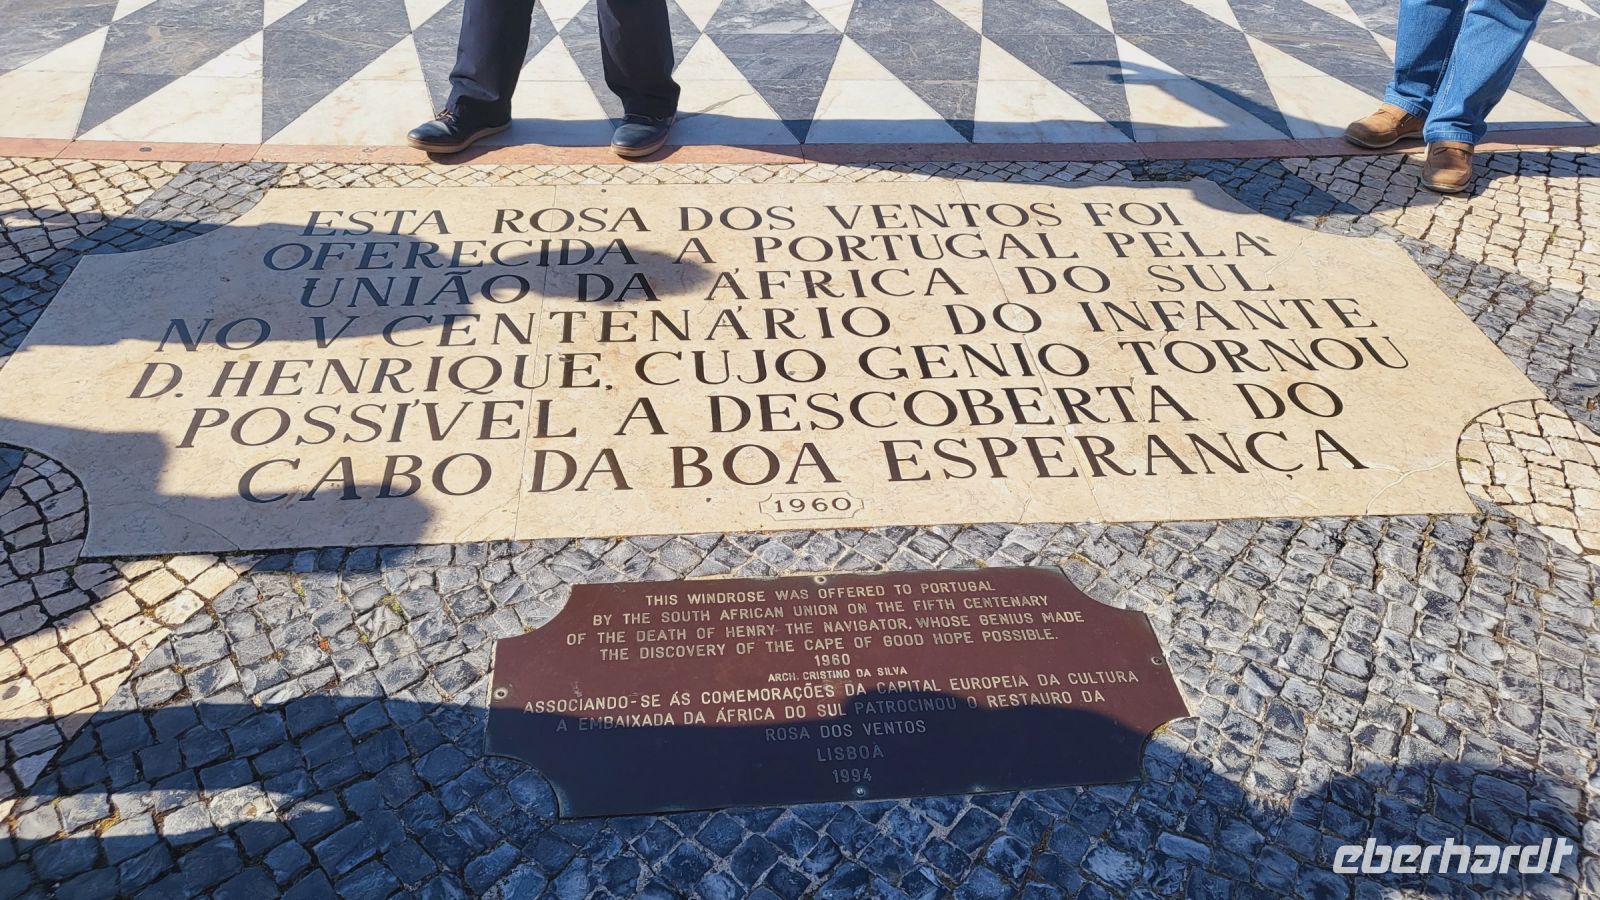 ESTA ROSA DOS VENTOS FOI
OFERECIDA A PORTUGAL PELA
UNIÃO DA ÁFRICA DO SUL
NO V CENTENÁRIO DO INFANTE
D. HENRIQUE, CUJO GENIO TORNOU
POSSÍVEL A DESCOBERTA DO
CABO DA BOA ESPERANÇA
1960
THIS WINDROSE WAS OFFERED TO PORTUGAL
BY THE SOUTH AFRICAN UNION ON THE FIFTH CENTENARY
OF THE DEATH OF HENRY THE NAVIGATOR, WHOSE GENIUS MADE
THE DISCOVERY OF THE CAPE OF GOOD HOPE POSSIBLE.
1960
ARCH. CRISTINO DA SILVA
ASSOCIANDO-SE ÁS COMEMORAÇÕES DA CAPITAL EUROPEIA DA CULTURA
A EMBAIXADA DA ÁFRICA DO SUL PATROCINOU O RESTAURO DA
ROSA DOS VENTOS
LISBOA
1994
eberhardt